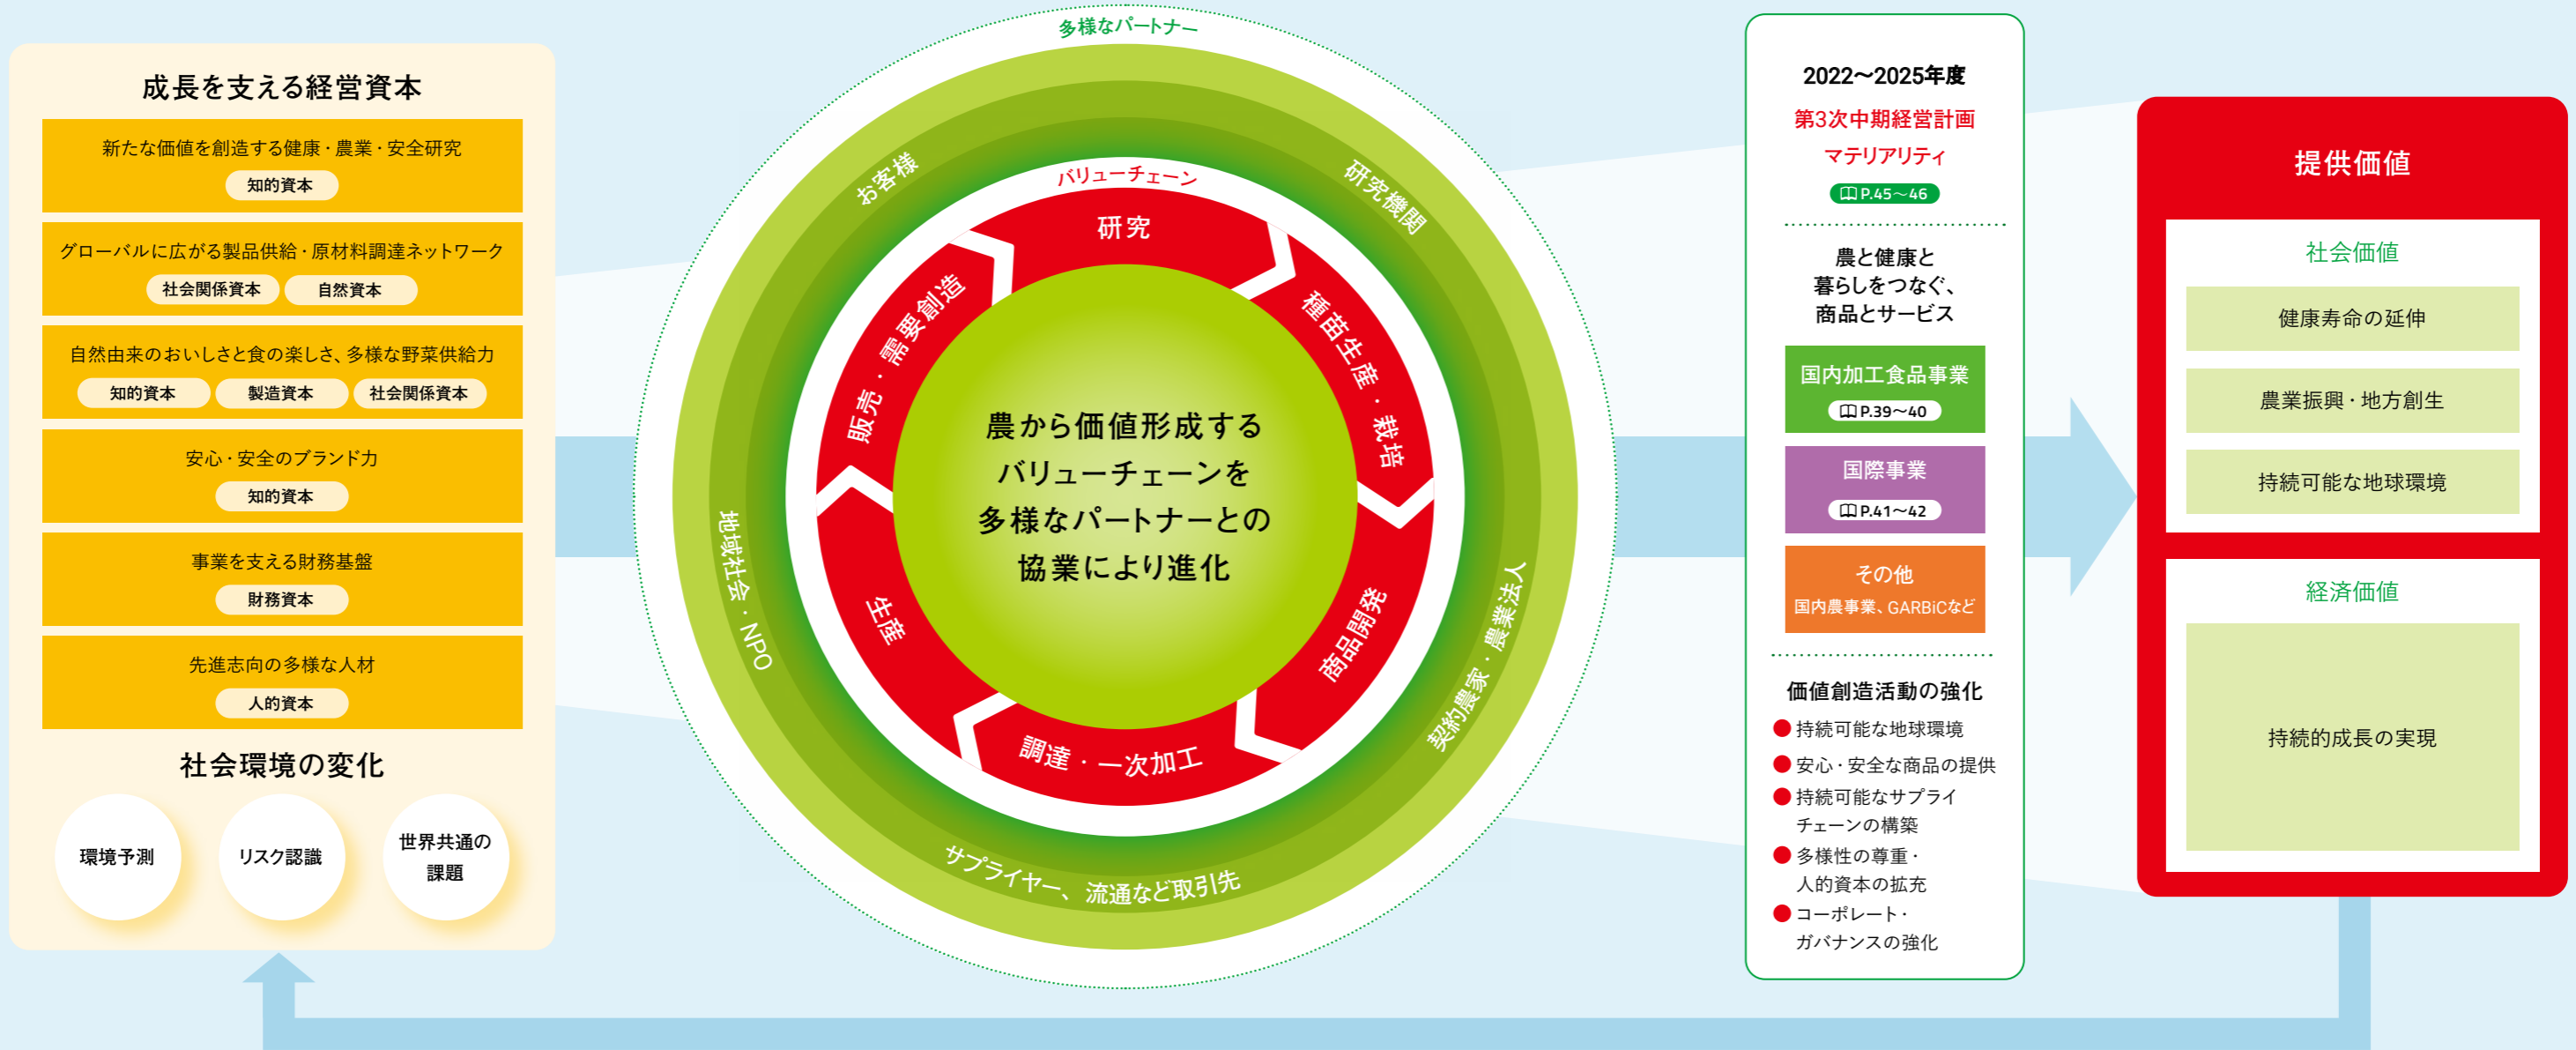 成長を支える経営資本
新たな価値を創造する健康・農業・安全研究
知的資本
グローバルに広がる製品供給・原材料調達ネットワーク
社会関係資本 自然資本
自然由来のおいしさと食の楽しさ、多様な野菜供給力
知的資本 製造資本 社会関係資本
安心・安全のブランド力
知的資本
事業を支える財務基盤
財務資本
先進志向の多様な人材
人的資本
社会環境の変化
環境予測
リスク認識
世界共通の
課題
多様なパートナー
お客様
研究機関
契約農家・農業法人
サプライヤー、流通など取引先
地域社会・NPO
バリューチェーン
研究
種苗生産・栽培
商品開発
調達・一次加工
生産
販売・需要創造
農から価値形成する
バリューチェーンを
多様なパートナーとの
協業により進化
2022～2025年度
第3次中期経営計画
マテリアリティ
P.45～46
農と健康と
暮らしをつなぐ、
商品とサービス
国内加工食品事業
P.39～40
国際事業
P.41～42
その他
国内農事業、GARBiCなど
価値創造活動の強化
持続可能な地球環境
安心・安全な商品の提供
持続可能なサプライ
チェーンの構築
多様性の尊重・
人的資本の拡充
コーポレート・
ガバナンスの強化
提供価値
社会価値
健康寿命の延伸
農業振興・地方創生
持続可能な地球環境
経済価値
持続的成長の実現